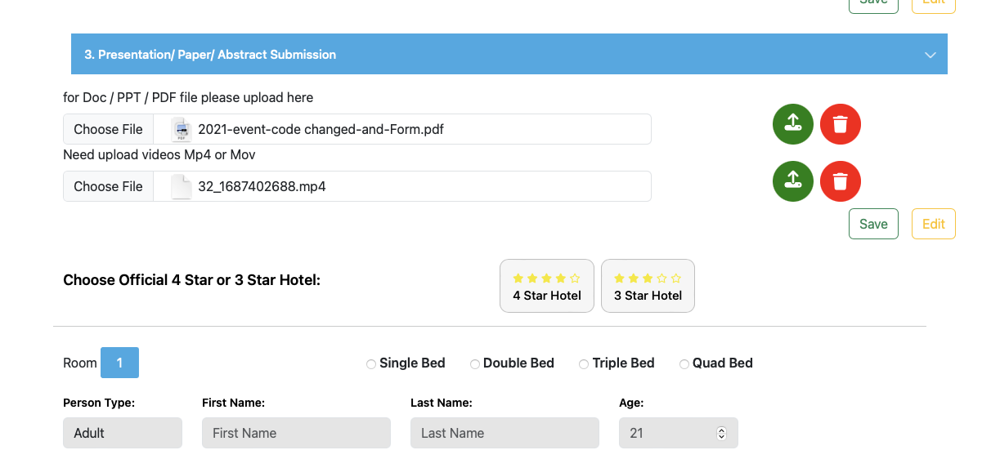 Save Edit
3. Presentation/ Paper/ Abstract Submission
for Doc / PPT / PDF file please upload here
Choose File 2021-event-code changed-and-Form.pdf
Need upload videos Mp4 or Mov
Choose File 32_1687402688.mp4
Save Edit
Choose Official 4 Star or 3 Star Hotel: 4 Star Hotel 3 Star Hotel
Room 1 Single Bed Double Bed Triple Bed Quad Bed
Person Type: First Name: Last Name: Age:
Adult First Name Last Name 21